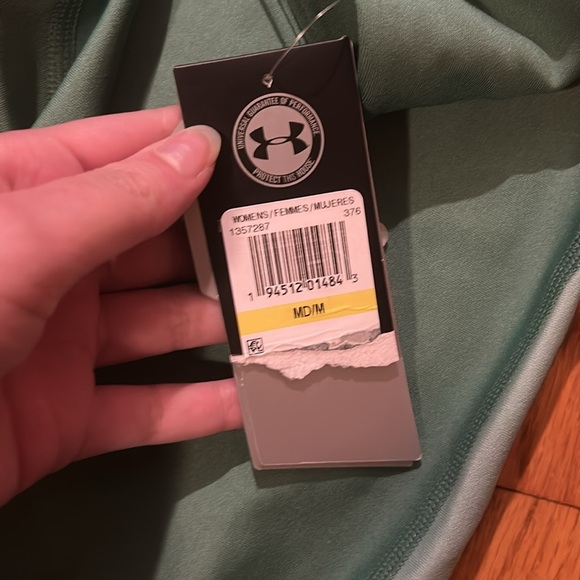 UNIVERSAL GUARANTEE OF PERFORMANCE
PROTECT THIS HOUSE.
WOMENS/FEMMES/MUJERES
1357287 376
1 94512 01484 3
MD/M